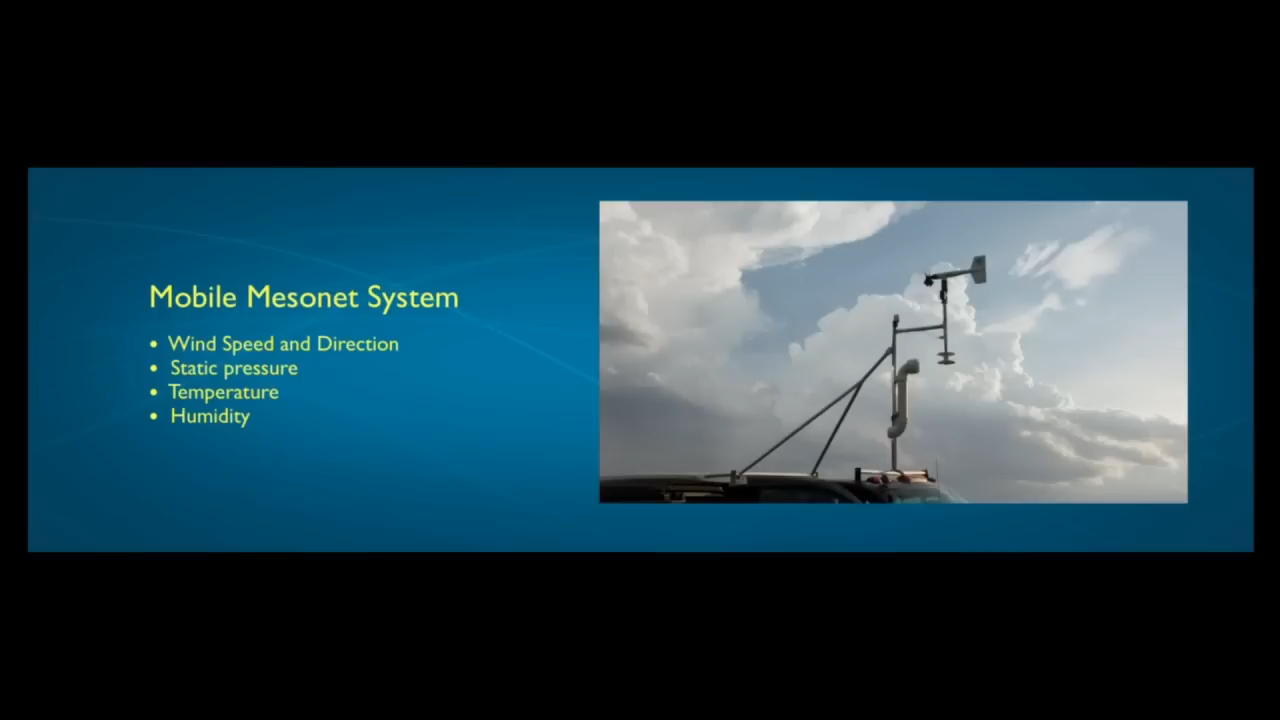 Mobile Mesonet System
• Wind Speed and Direction
• Static pressure
• Temperature
• Humidity